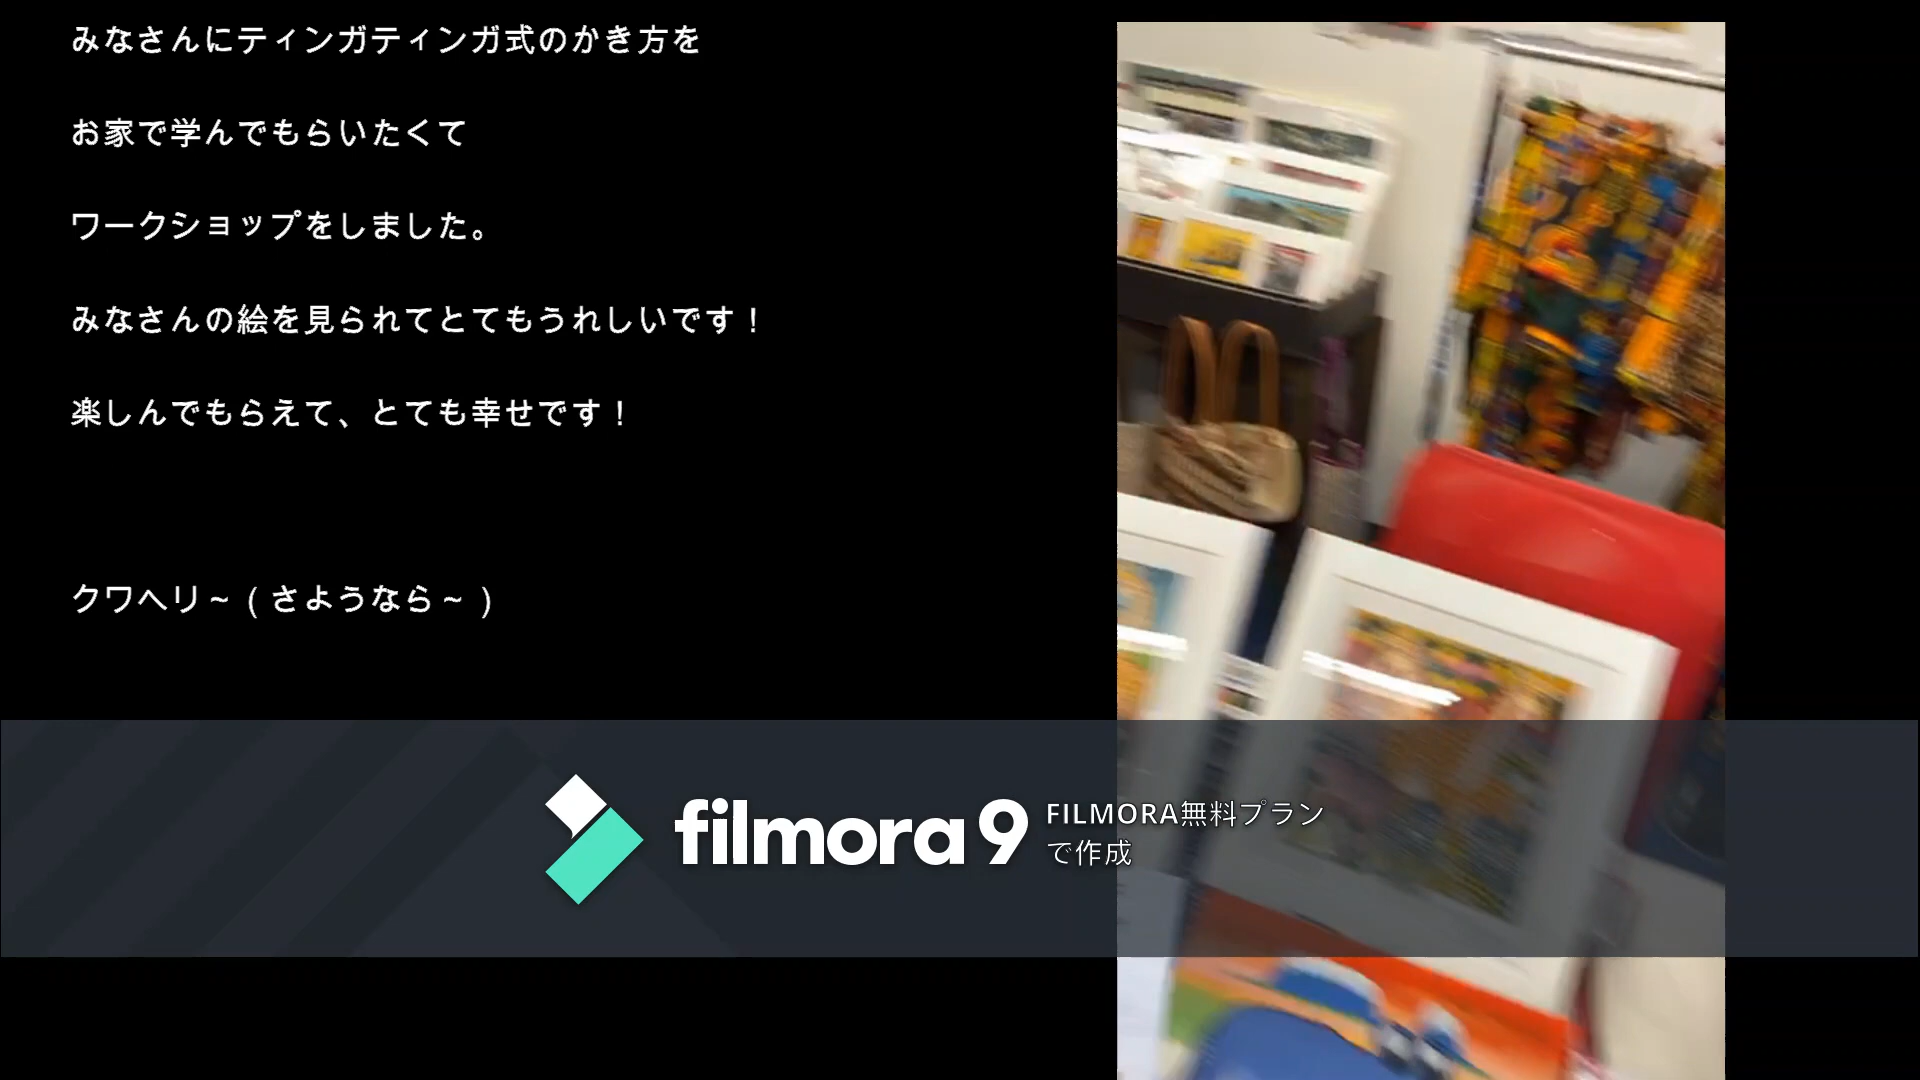 みなさんにティンガティンガ式のかき方を
お家で学んでもらいたくて
ワークショップをしました。
みなさんの絵を見られてとてもうれしいです！
楽しんでもらえて、とても幸せです！
クワヘリ～（さようなら～）
filmora9
FILMORA無料プラン
で作成